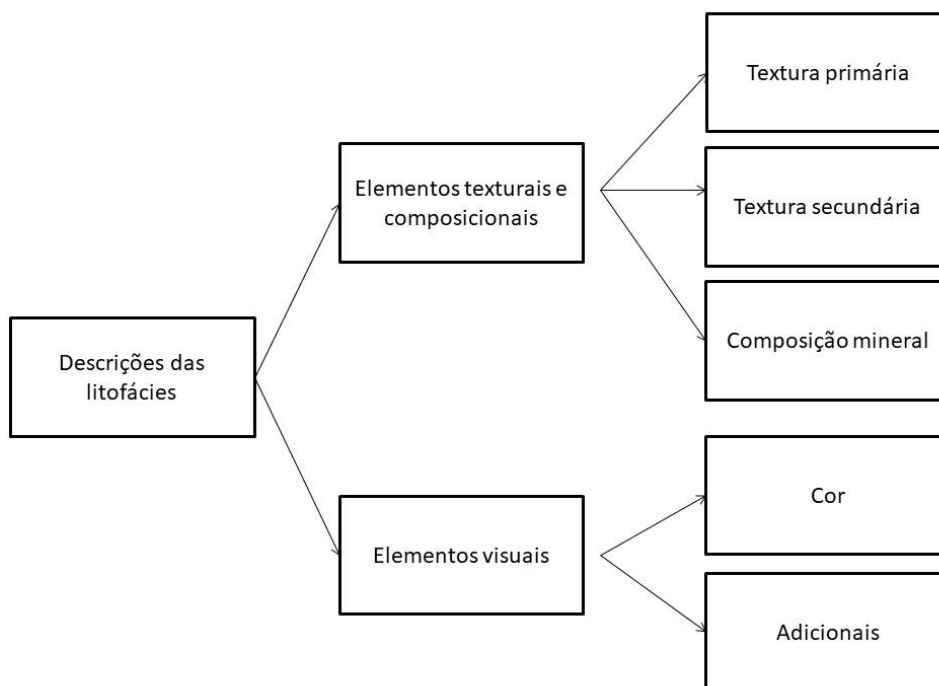 Descrições das
litofácies
Elementos texturais e
composicionais
Textura primária
Textura secundária
Composição mineral
Elementos visuais
Cor
Adicionais